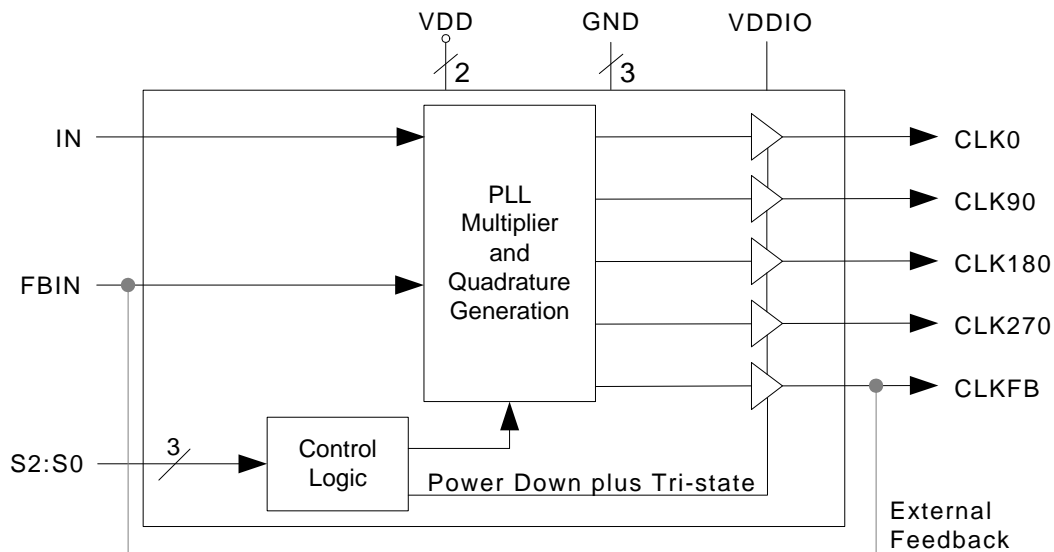 VDD
GND
VDDIO
2
3
IN
CLK0
PLL
Multiplier
and
Quadrature
Generation
CLK90
CLK180
FBIN
CLK270
CLKFB
Control
Logic
3
S2:S0
Power Down plus Tri-state
External
Feedback